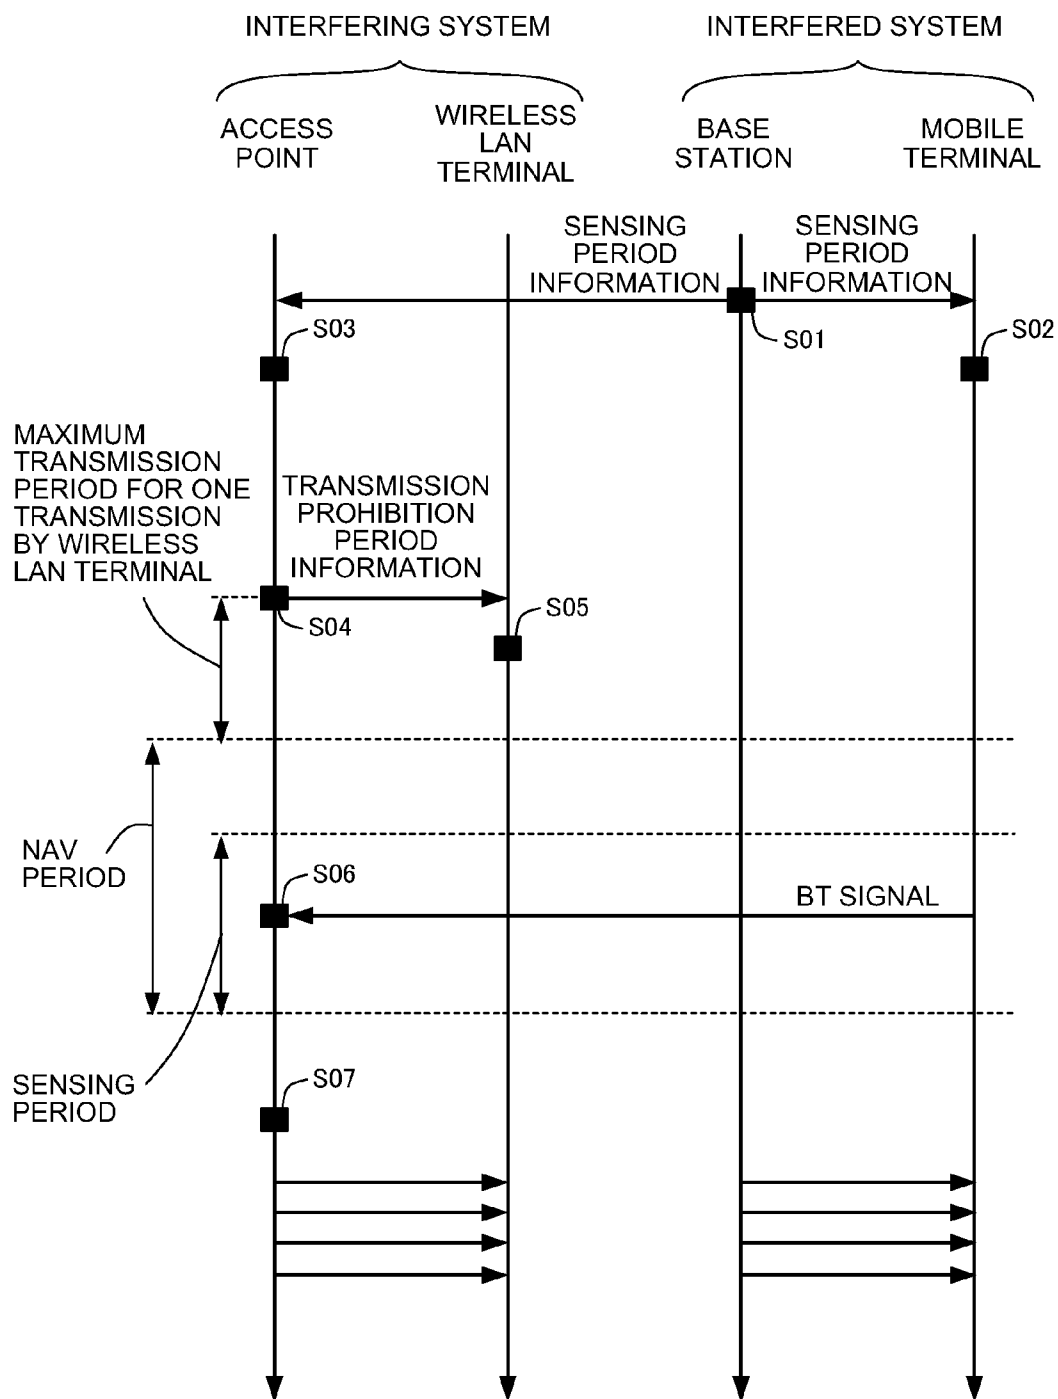 INTERFERING SYSTEM
INTERFERED SYSTEM
ACCESS
POINT
WIRELESS
LAN
TERMINAL
BASE
STATION
MOBILE
TERMINAL
SENSING
PERIOD
INFORMATION
SENSING
PERIOD
INFORMATION
S01
S02
S03
MAXIMUM
TRANSMISSION
PERIOD FOR ONE
TRANSMISSION
BY WIRELESS
LAN TERMINAL
TRANSMISSION
PROHIBITION
PERIOD
INFORMATION
S04
S05
NAV
PERIOD
S06
BT SIGNAL
SENSING
PERIOD
S07